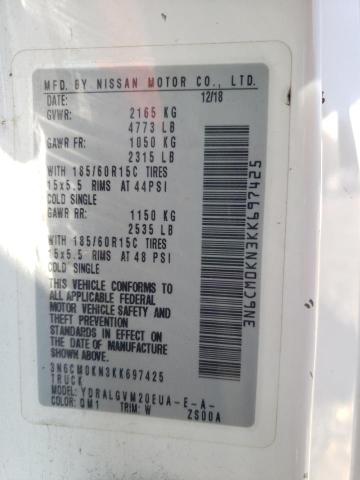 MFD. BY NISSAN MOTOR CO., LTD.
DATE: 12/18
GVWR: 2165 KG
4773 LB
GAWR FR: 1050 KG
2315 LB
WITH 185/60R15C TIRES
15x5.5 RIMS AT 44PSI
COLD SINGLE
GAWR RR: 1150 KG
2535 LB
WITH 185/60R15C TIRES
15x5.5 RIMS AT 48 PSI
COLD SINGLE
THIS VEHICLE CONFORMS TO
ALL APPLICABLE FEDERAL
MOTOR VEHICLE SAFETY AND
THEFT PREVENTION
STANDARDS IN EFFECT ON
THE DATE OF MANUFACTURE
SHOWN ABOVE.
3N6CM0KN3KK697425
TRUCK
MODEL: YDRALGVM20EUA-E-A-
COLOR: QM1 TRIM: W ZS00A
3N6CM0KN3KK697425